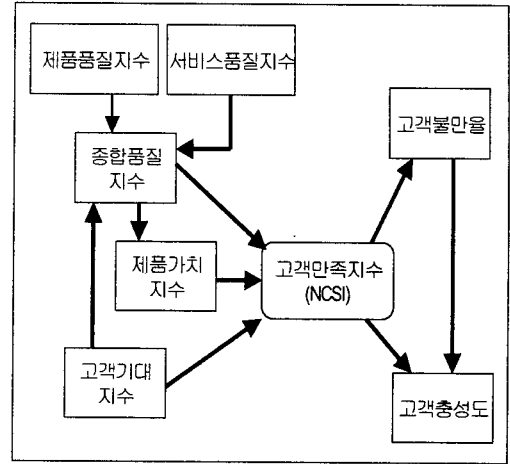 제품품질지수
서비스품질지수
고객불만율
종합품질
지수
제품가치
지수
고객만족지수
(NCSI)
고객기대
지수
고객충성도